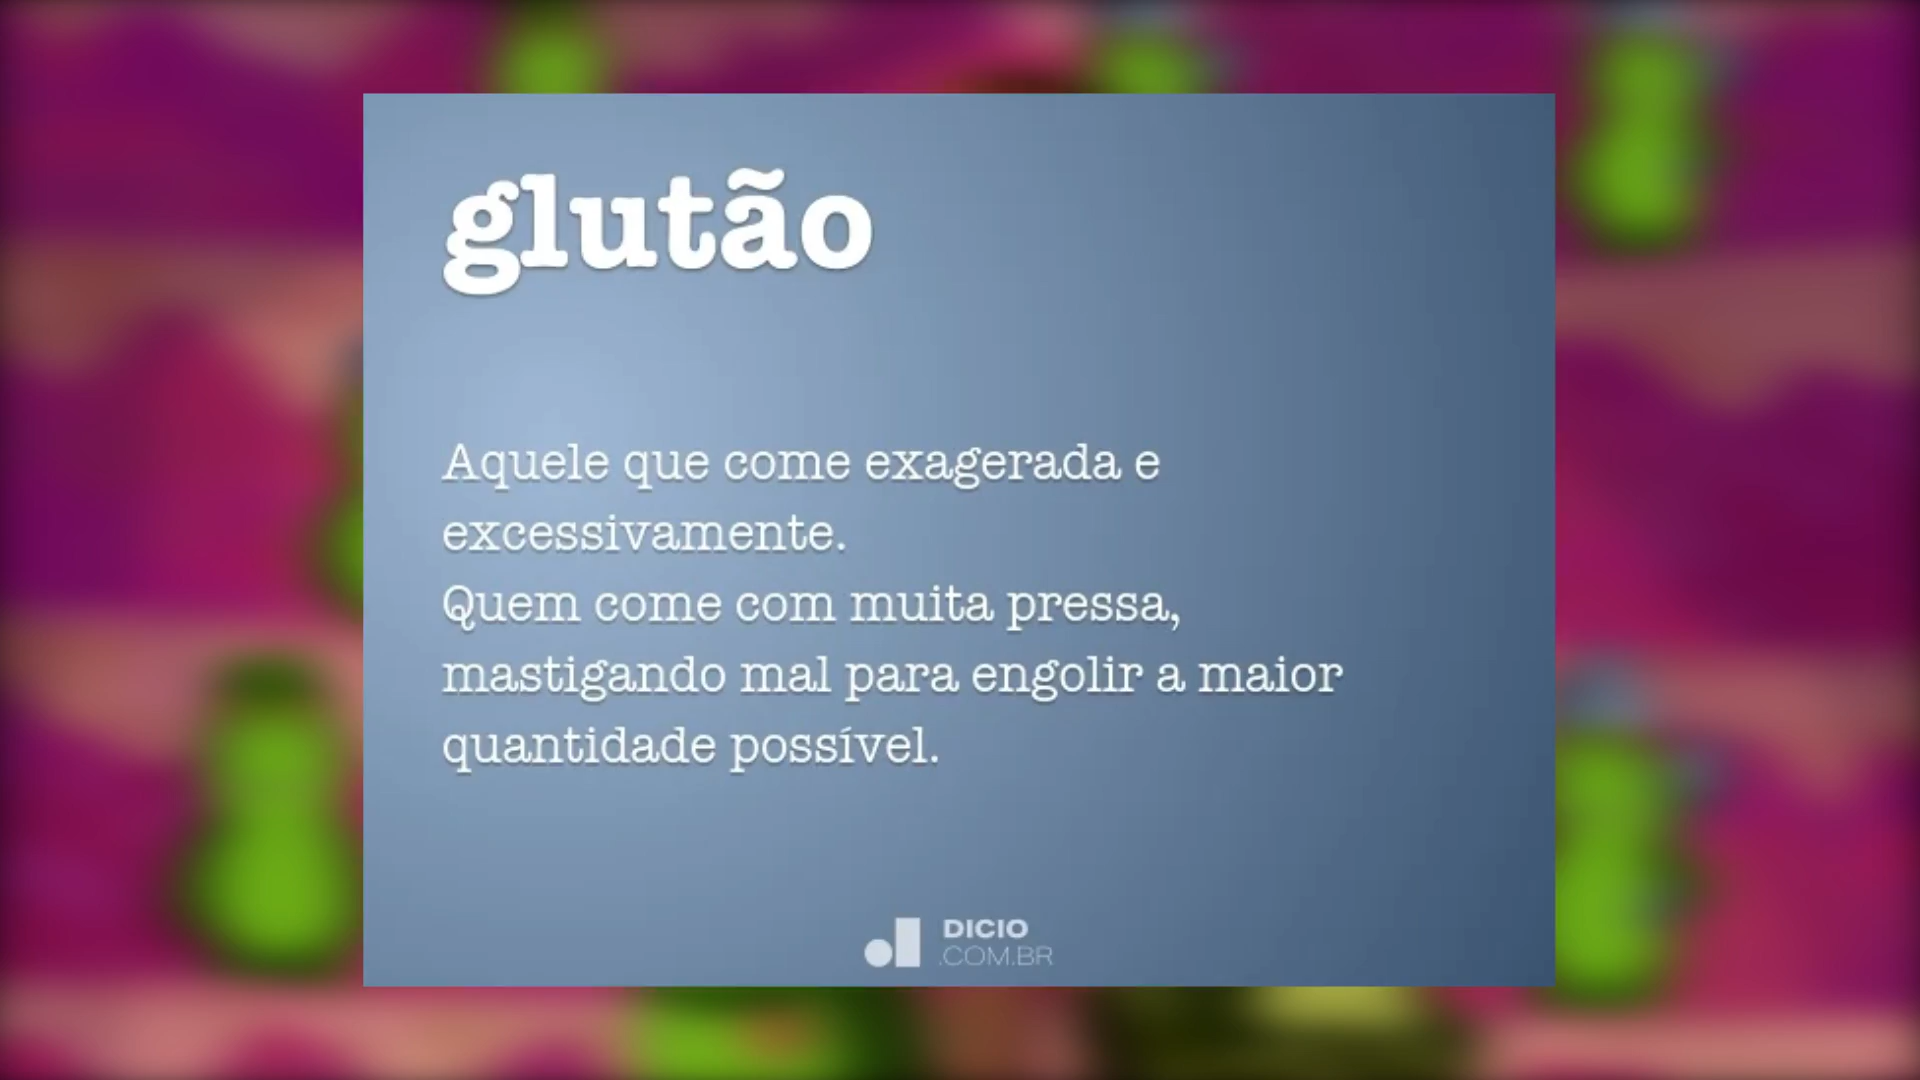 glutão
Aquele que come exagerada e
excessivamente.
Quem come com muita pressa,
mastigando mal para engolir a maior
quantidade possível.
DICIO
.COM.BR